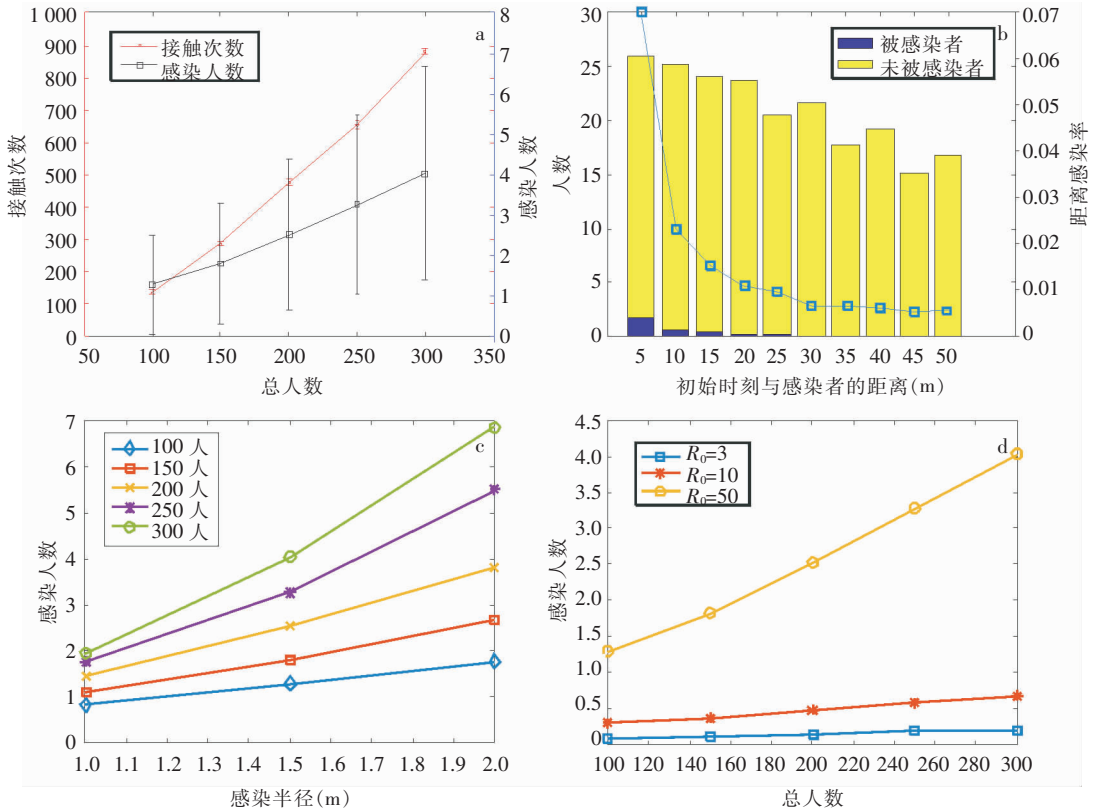 a
接触次数
感染人数
1 000
900
800
700
600
500
400
300
200
100
0
接触次数
8
7
6
5
4
3
2
1
0
感染人数
50 100 150 200 250 300 350
总人数
b
被感染者
未被感染者
30
25
20
15
10
5
0
人数
0.07
0.06
0.05
0.04
0.03
0.02
0.01
0
距离感染率
5 10 15 20 25 30 35 40 45 50
初始时刻与感染者的距离(m)
c
100 人
150 人
200 人
250 人
300 人
7
6
5
4
3
2
1
0
感染人数
1.0 1.1 1.2 1.3 1.4 1.5 1.6 1.7 1.8 1.9 2.0
感染半径(m)
d
R₀=3
R₀=10
R₀=50
4.5
4.0
3.5
3.0
2.5
2.0
1.5
1.0
0.5
0
感染人数
100 120 140 160 180 200 220 240 260 280 300
总人数